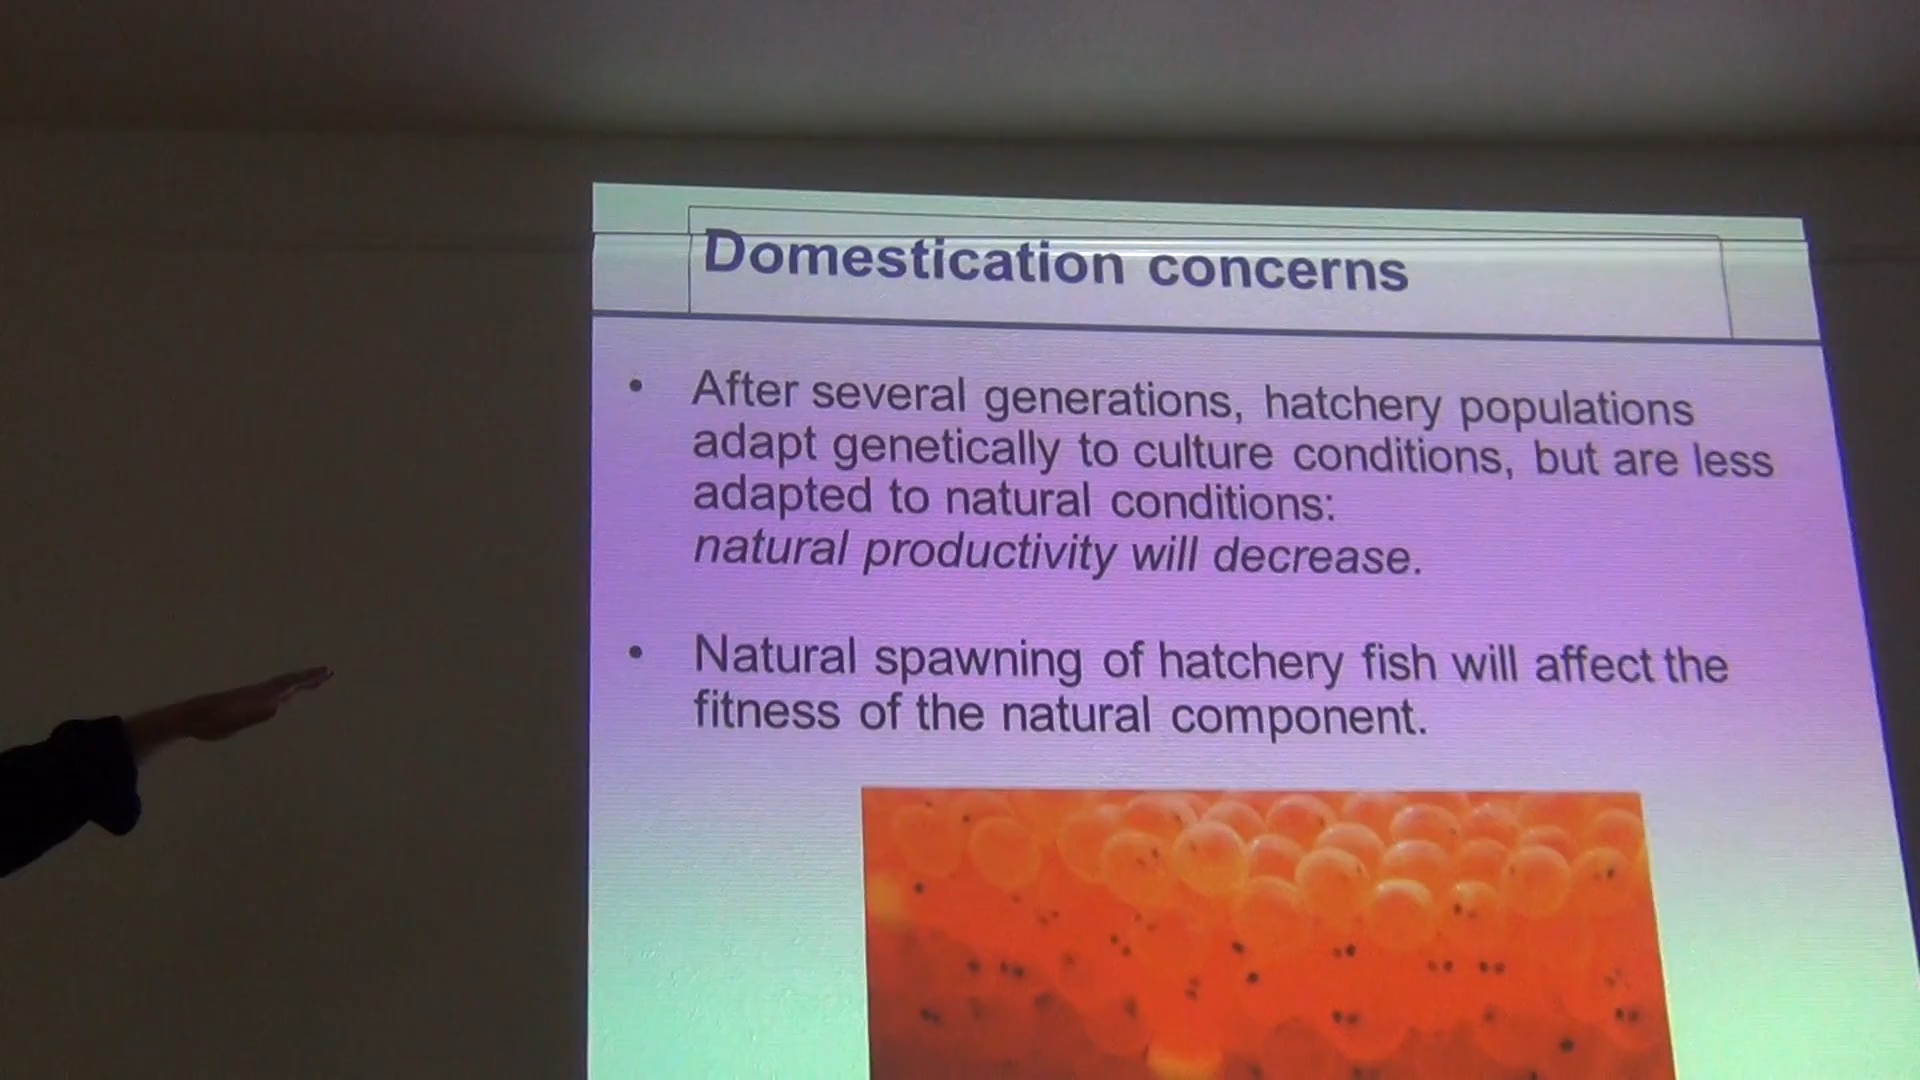 Domestication concerns
• After several generations, hatchery populations
adapt genetically to culture conditions, but are less
adapted to natural conditions:
natural productivity will decrease.
• Natural spawning of hatchery fish will affect the
fitness of the natural component.